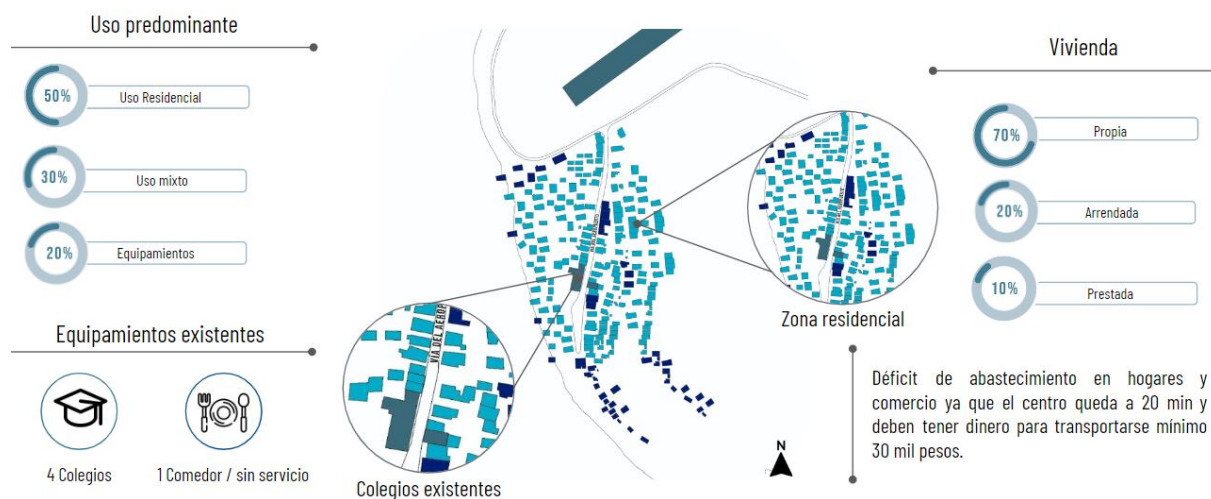 Uso predominante
50%
Uso Residencial
30%
Uso mixto
20%
Equipamientos
Equipamientos existentes
4 Colegios
1 Comedor / sin servicio
VIA DEL AEROP
Colegios existentes
N
Zona residencial
Vivienda
70%
Propia
20%
Arrendada
10%
Prestada
Déficit de abastecimiento en hogares y
comercio ya que el centro queda a 20 min y
deben tener dinero para transportarse mínimo
30 mil pesos.